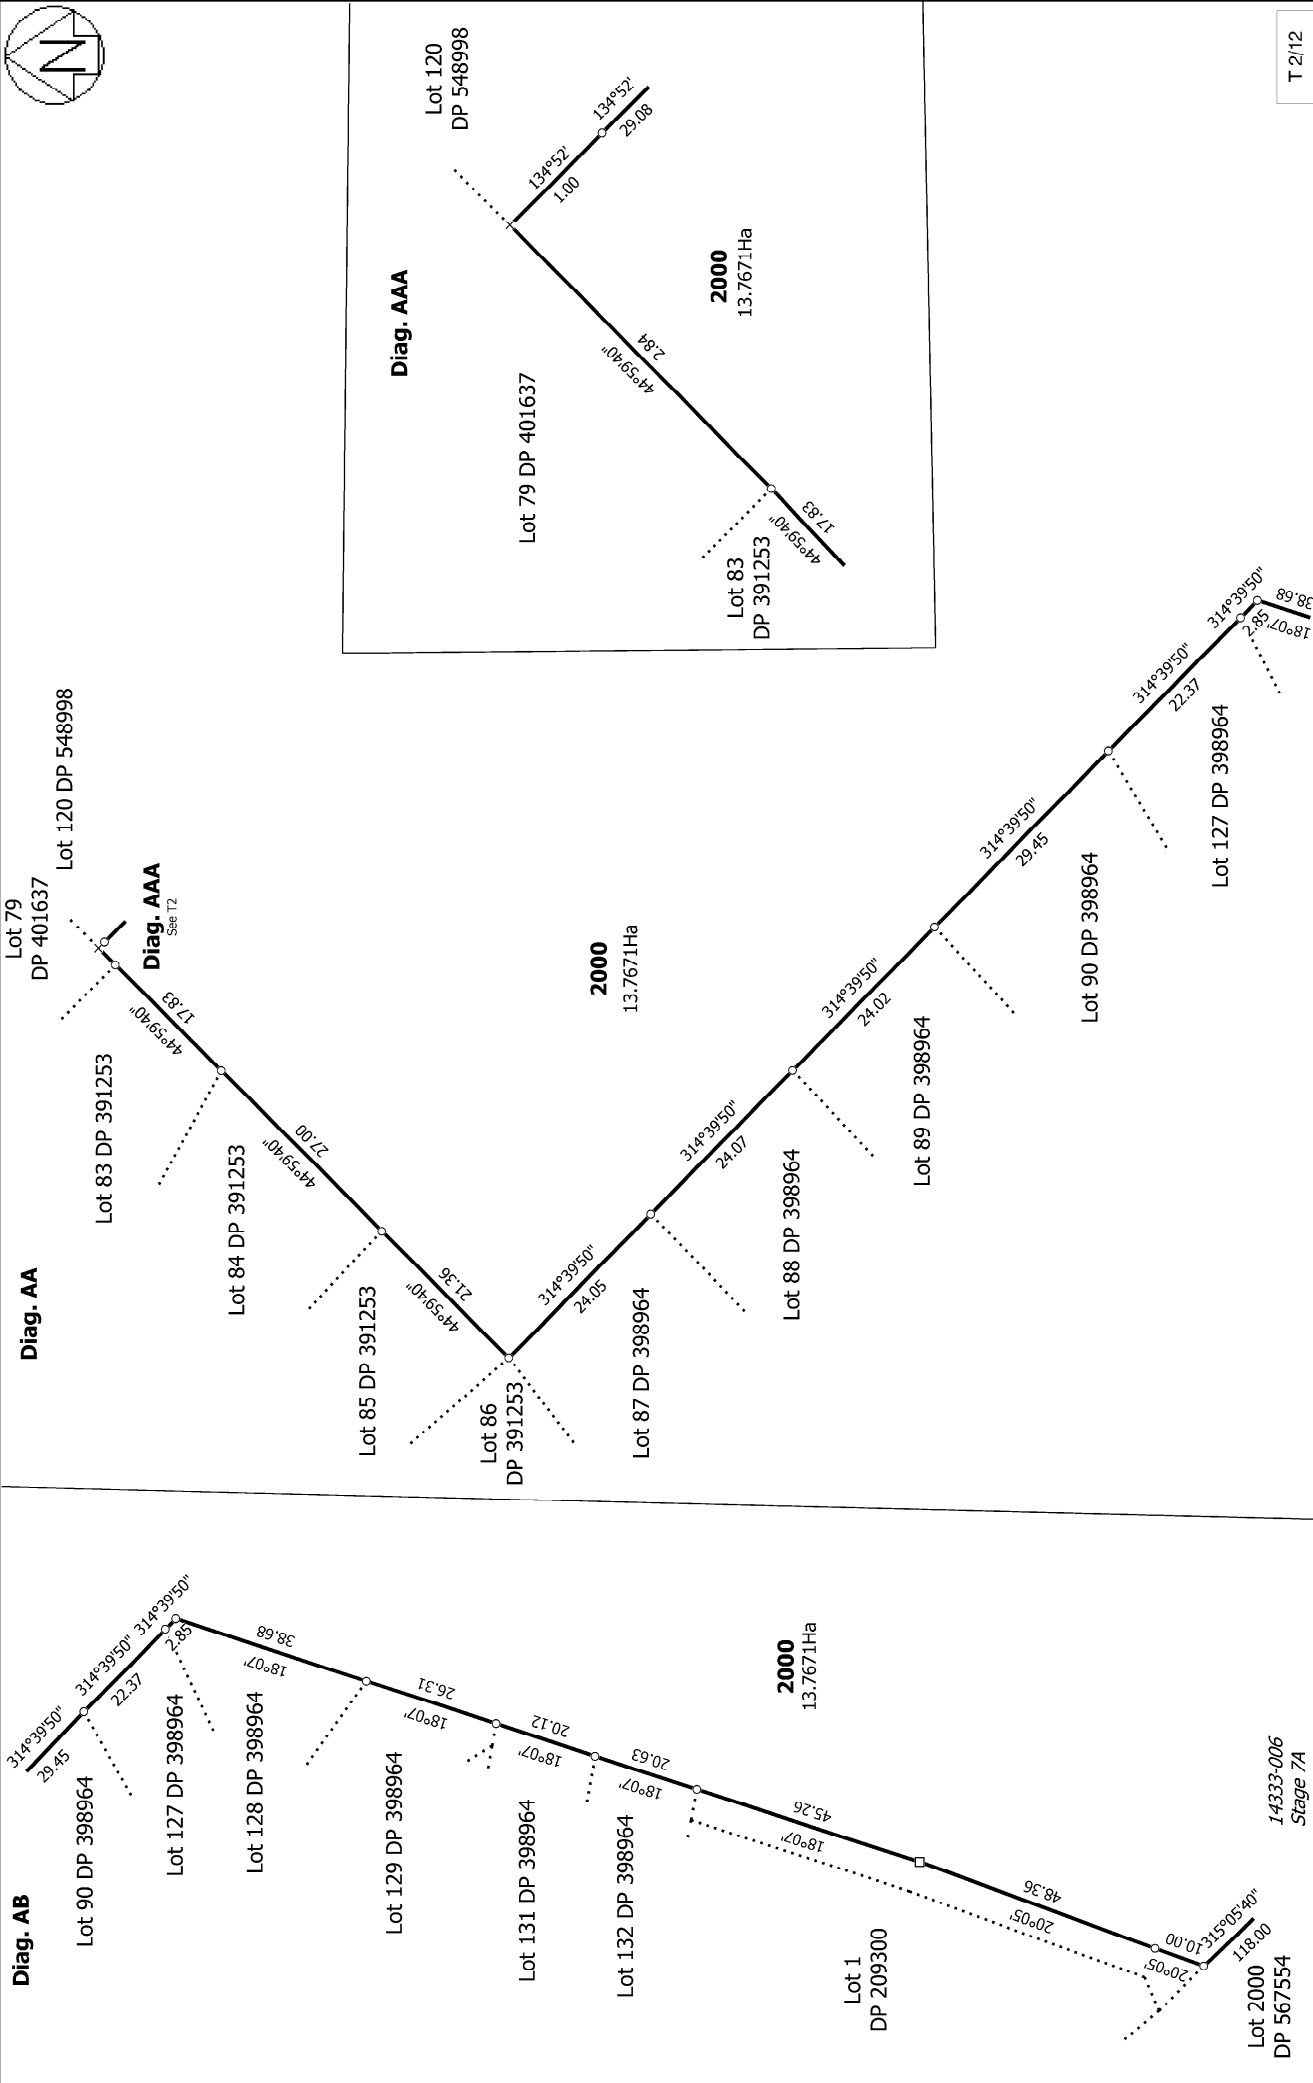 Diag. AB
314°39'50"
29.45
314°39'50"
22.37
314°39'50"
2.85
Lot 90 DP 398964
Lot 127 DP 398964
Lot 128 DP 398964
18°07'
38.68
Lot 129 DP 398964
18°07'
26.31
Lot 131 DP 398964
18°07'
20.12
Lot 132 DP 398964
18°07'
20.63
18°07'
45.26
2000
13.7671Ha
Lot 1
DP 209300
20°05'
48.36
20°05'
10.00
315°05'40"
118.00
Lot 2000
DP 567554
14333-006
Stage 7A
Diag. AA
Lot 79
DP 401637
Lot 120 DP 548998
Diag. AAA
See T2
44°59'40"
17.83
Lot 83 DP 391253
44°59'40"
27.00
Lot 84 DP 391253
44°59'40"
21.36
Lot 85 DP 391253
Lot 86
DP 391253
314°39'50"
24.05
Lot 87 DP 398964
314°39'50"
24.07
Lot 88 DP 398964
2000
13.7671Ha
314°39'50"
24.02
Lot 89 DP 398964
314°39'50"
29.45
Lot 90 DP 398964
314°39'50"
22.37
Lot 127 DP 398964
314°39'50"
2.85
18°07'
38.68
N
Diag. AAA
Lot 120
DP 548998
134°52'
1.00
134°52'
29.08
Lot 79 DP 401637
44°59'40"
2.84
2000
13.7671Ha
Lot 83
DP 391253
44°59'40"
17.83
T 2/12